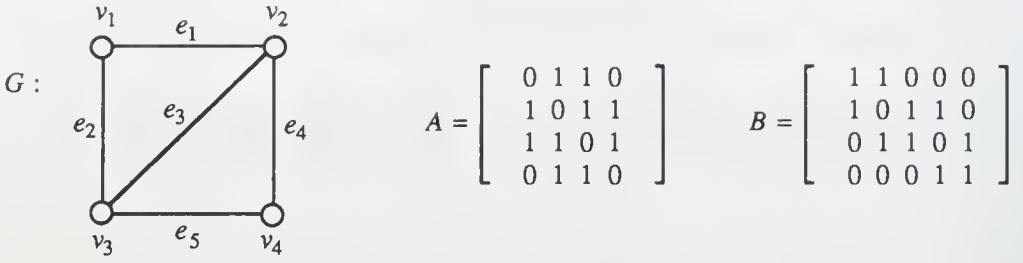 v1 v2
e1
G :
e2 e3 e4
v3 e5 v4
A = [ 0 1 1 0
1 0 1 1
1 1 0 1
0 1 1 0 ]
B = [ 1 1 0 0 0
1 0 1 1 0
0 1 1 0 1
0 0 0 1 1 ]